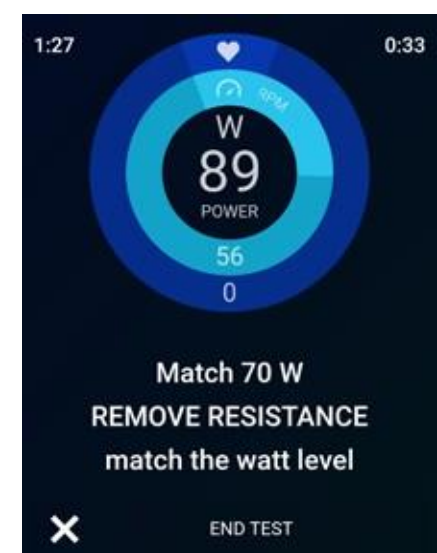 1:27
0:33
RPM
W
89
POWER
56
0
Match 70 W
REMOVE RESISTANCE
match the watt level
END TEST